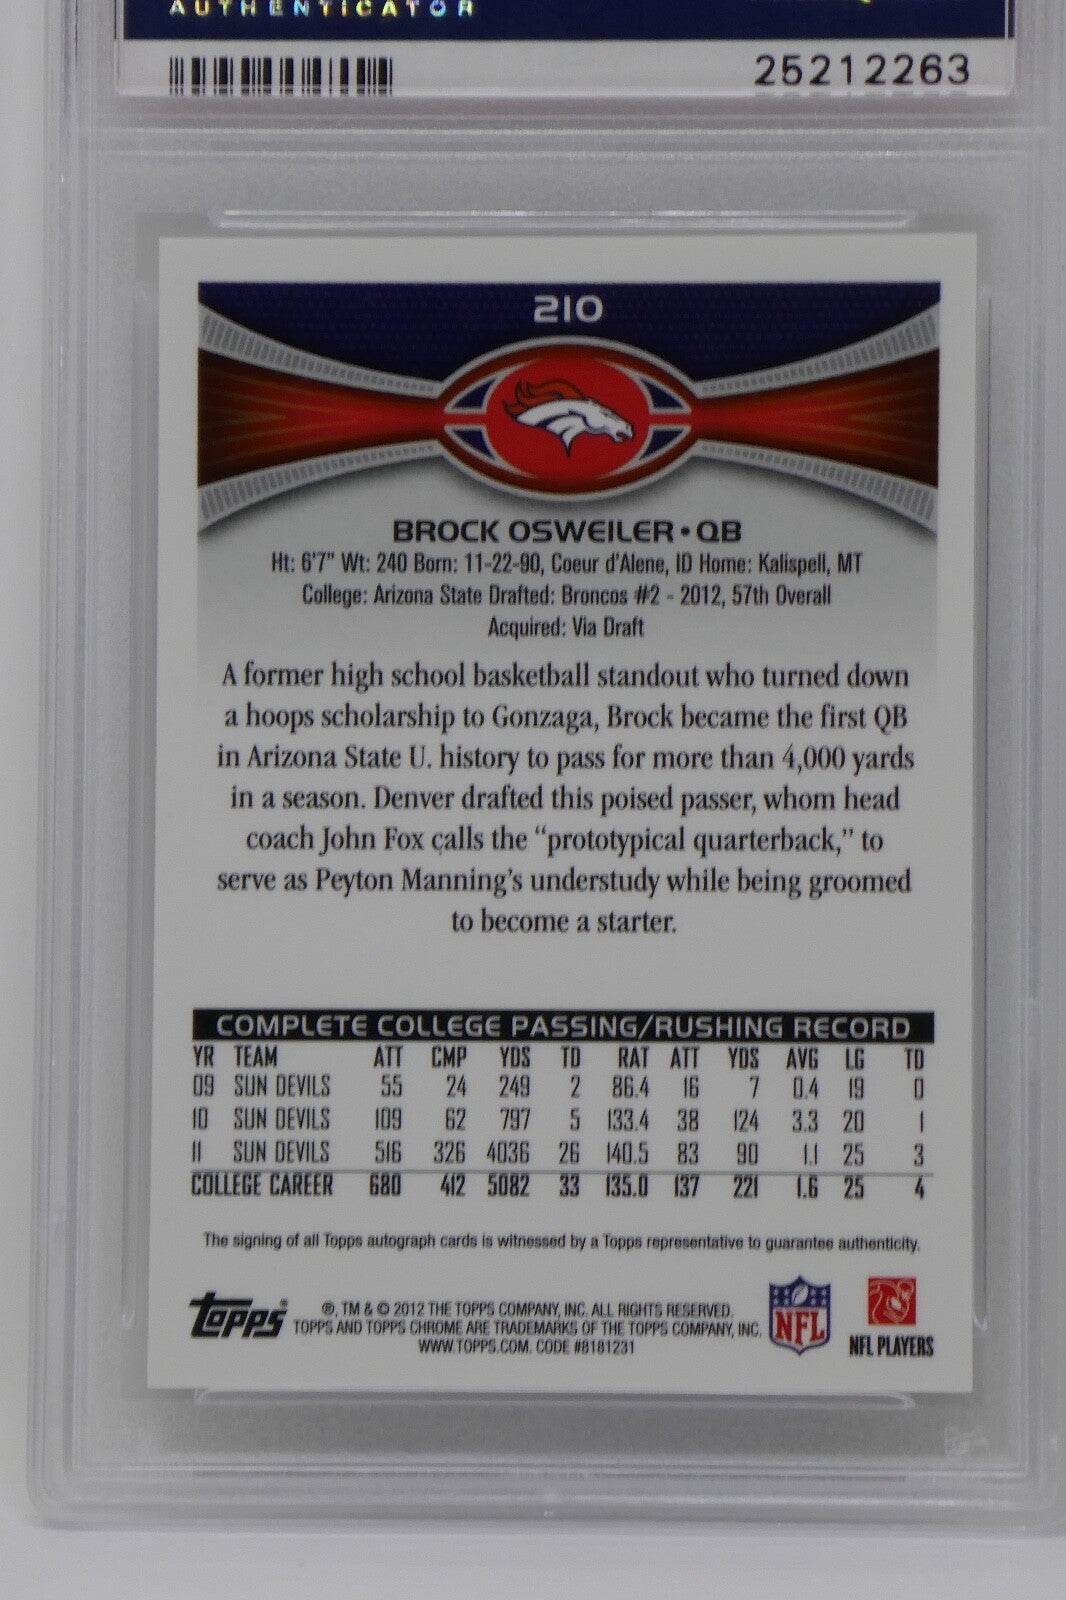 AUTHENTICATOR
25212263
210
BROCK OSWEILER • QB
Ht: 6'7" Wt: 240 Born: 11-22-90, Coeur d'Alene, ID Home: Kalispell, MT
College: Arizona State Drafted: Broncos #2 - 2012, 57th Overall
Acquired: Via Draft
A former high school basketball standout who turned down
a hoops scholarship to Gonzaga, Brock became the first QB
in Arizona State U. history to pass for more than 4,000 yards
in a season. Denver drafted this poised passer, whom head
coach John Fox calls the “prototypical quarterback,” to
serve as Peyton Manning's understudy while being groomed
to become a starter.
COMPLETE COLLEGE PASSING/RUSHING RECORD
YR TEAM ATT CMP YDS TD RAT ATT YDS AVG LG TD
09 SUN DEVILS 55 24 249 2 86.4 16 7 0.4 19 0
10 SUN DEVILS 109 62 797 5 133.4 38 124 3.3 20 1
11 SUN DEVILS 516 326 4036 26 140.5 83 90 1.1 25 3
COLLEGE CAREER 680 412 5082 33 135.0 137 221 1.6 25 4
The signing of all Topps autograph cards is witnessed by a Topps representative to guarantee authenticity.
Topps®
®, TM & © 2012 THE TOPPS COMPANY, INC. ALL RIGHTS RESERVED.
TOPPS AND TOPPS CHROME ARE TRADEMARKS OF THE TOPPS COMPANY, INC.
WWW.TOPPS.COM. CODE #8181231
NFL
NFL PLAYERS